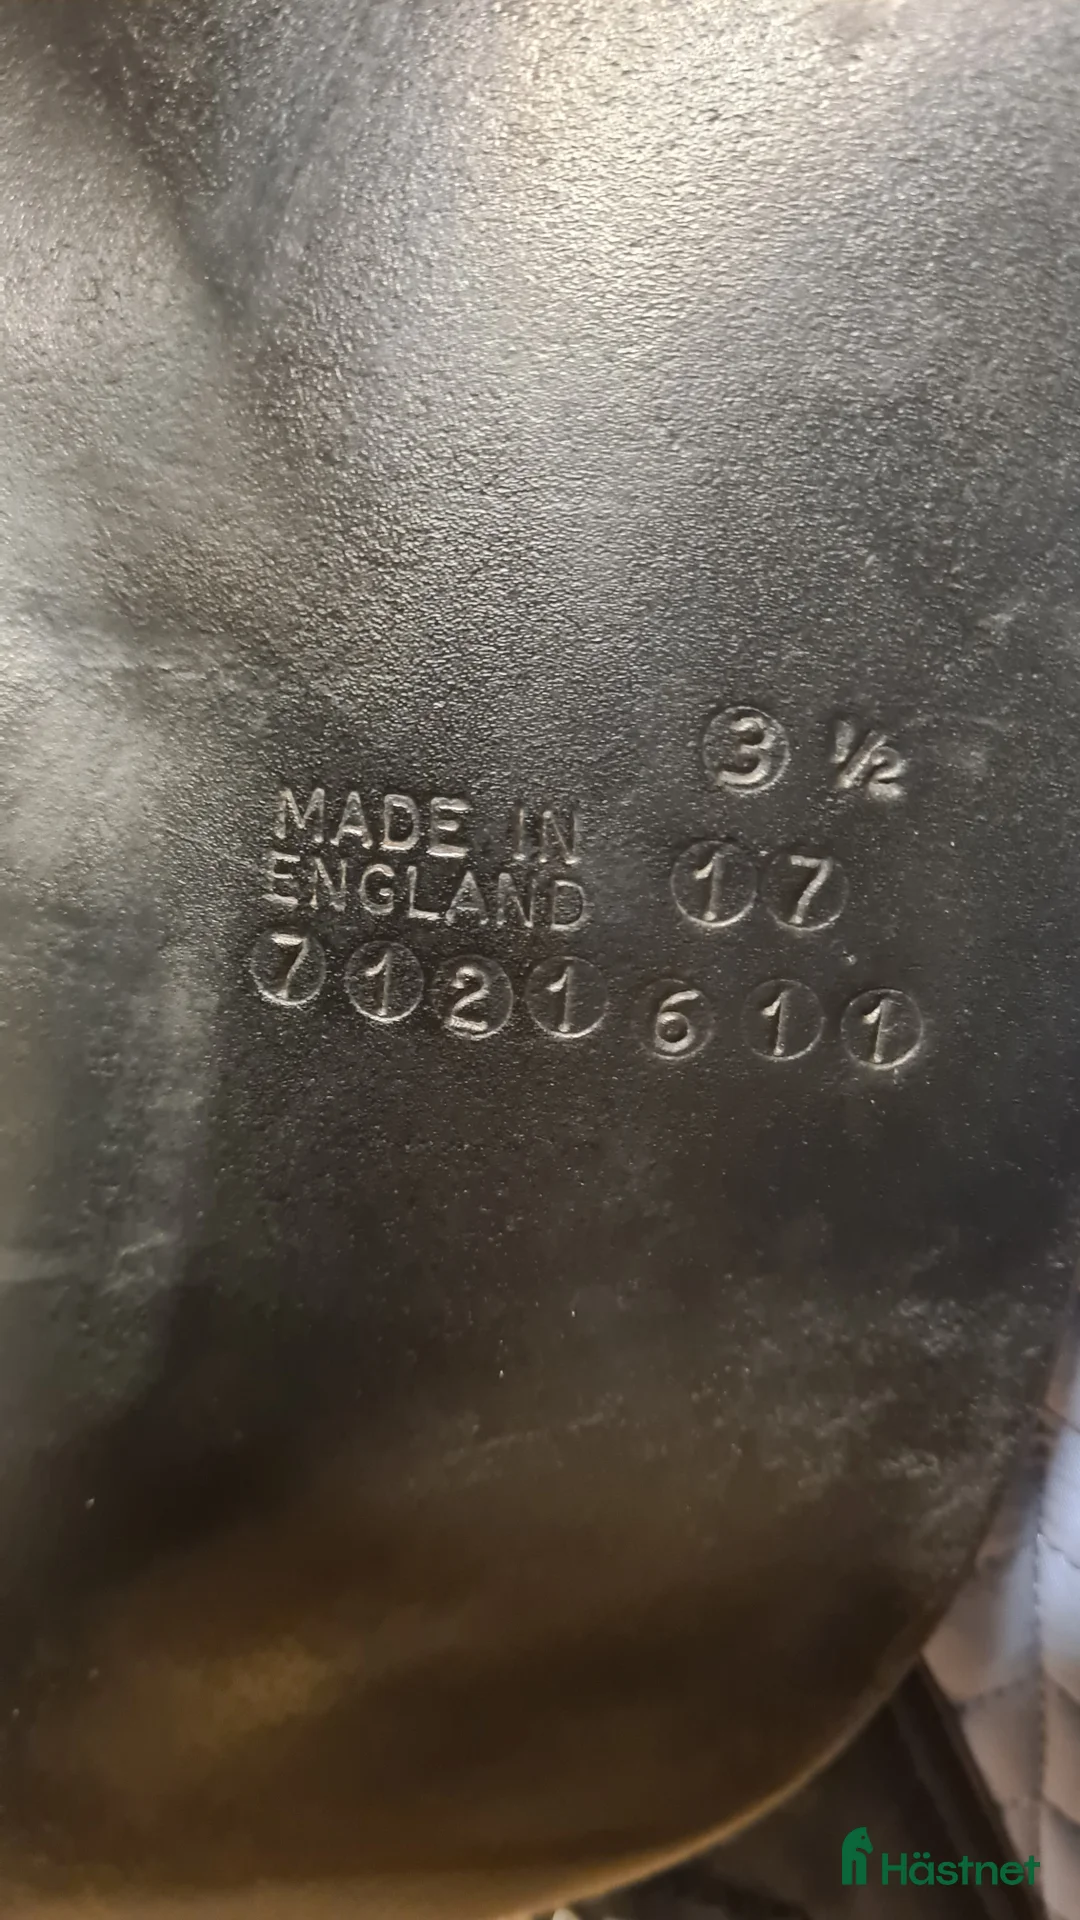 3 1/2
MADE IN
ENGLAND
17
7121611
Hästnet